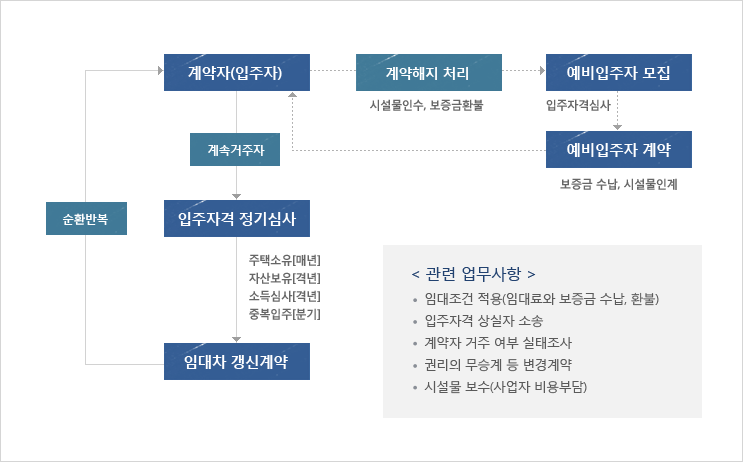 계약자(입주자)
계약해지 처리
예비입주자 모집
시설물인수, 보증금환불
입주자격심사
계속거주자
예비입주자 계약
보증금 수납, 시설물인계
순환반복
입주자격 정기심사
주택소유[매년]
자산보유[격년]
소득심사[격년]
중복입주[분기]
임대차 갱신계약
< 관련 업무사항 >
• 임대조건 적용(임대료와 보증금 수납, 환불)
• 입주자격 상실자 소송
• 계약자 거주 여부 실태조사
• 권리의 무승계 등 변경계약
• 시설물 보수(사업자 비용부담)